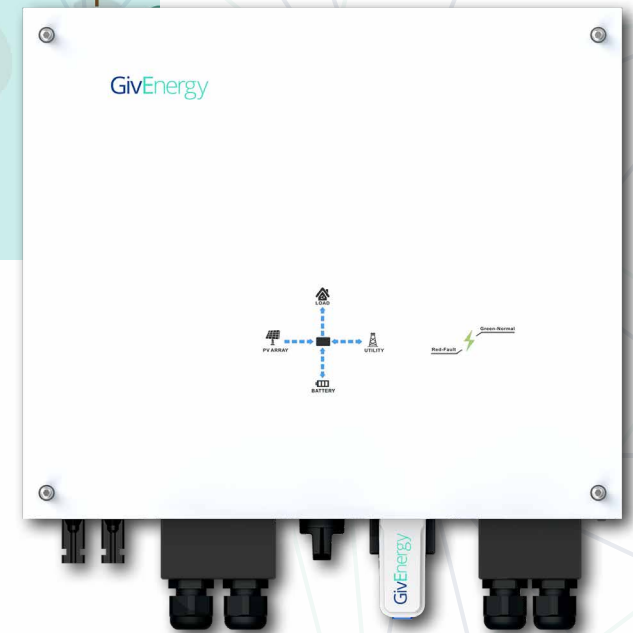 GivEnergy
LOAD
PV ARRAY
UTILITY
BATTERY
Green-Normal
Red-Fault
GivEnergy